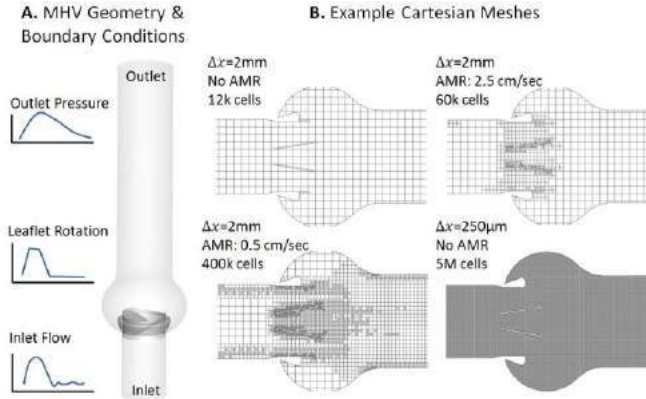 A. MHV Geometry &
Boundary Conditions
Outlet
Outlet Pressure
Leaflet Rotation
Inlet Flow
Inlet
B. Example Cartesian Meshes
Δx=2mm
No AMR
12k cells
Δx=2mm
AMR: 2.5 cm/sec
60k cells
Δx=2mm
AMR: 0.5 cm/sec
400k cells
Δx=250μm
No AMR
5M cells